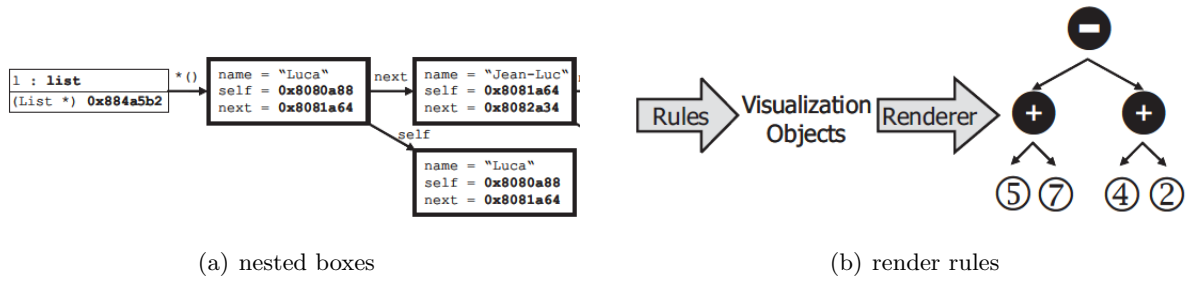 l : list
(List *) 0x884a5b2
*()
name = "Luca"
self = 0x8080a88
next = 0x8081a64
next
name = "Jean-Luc"
self = 0x8081a64
next = 0x8082a34
self
name = "Luca"
self = 0x8080a88
next = 0x8081a64
(a) nested boxes
Rules
Visualization
Objects
Renderer
−
+ +
5 7 4 2
(b) render rules